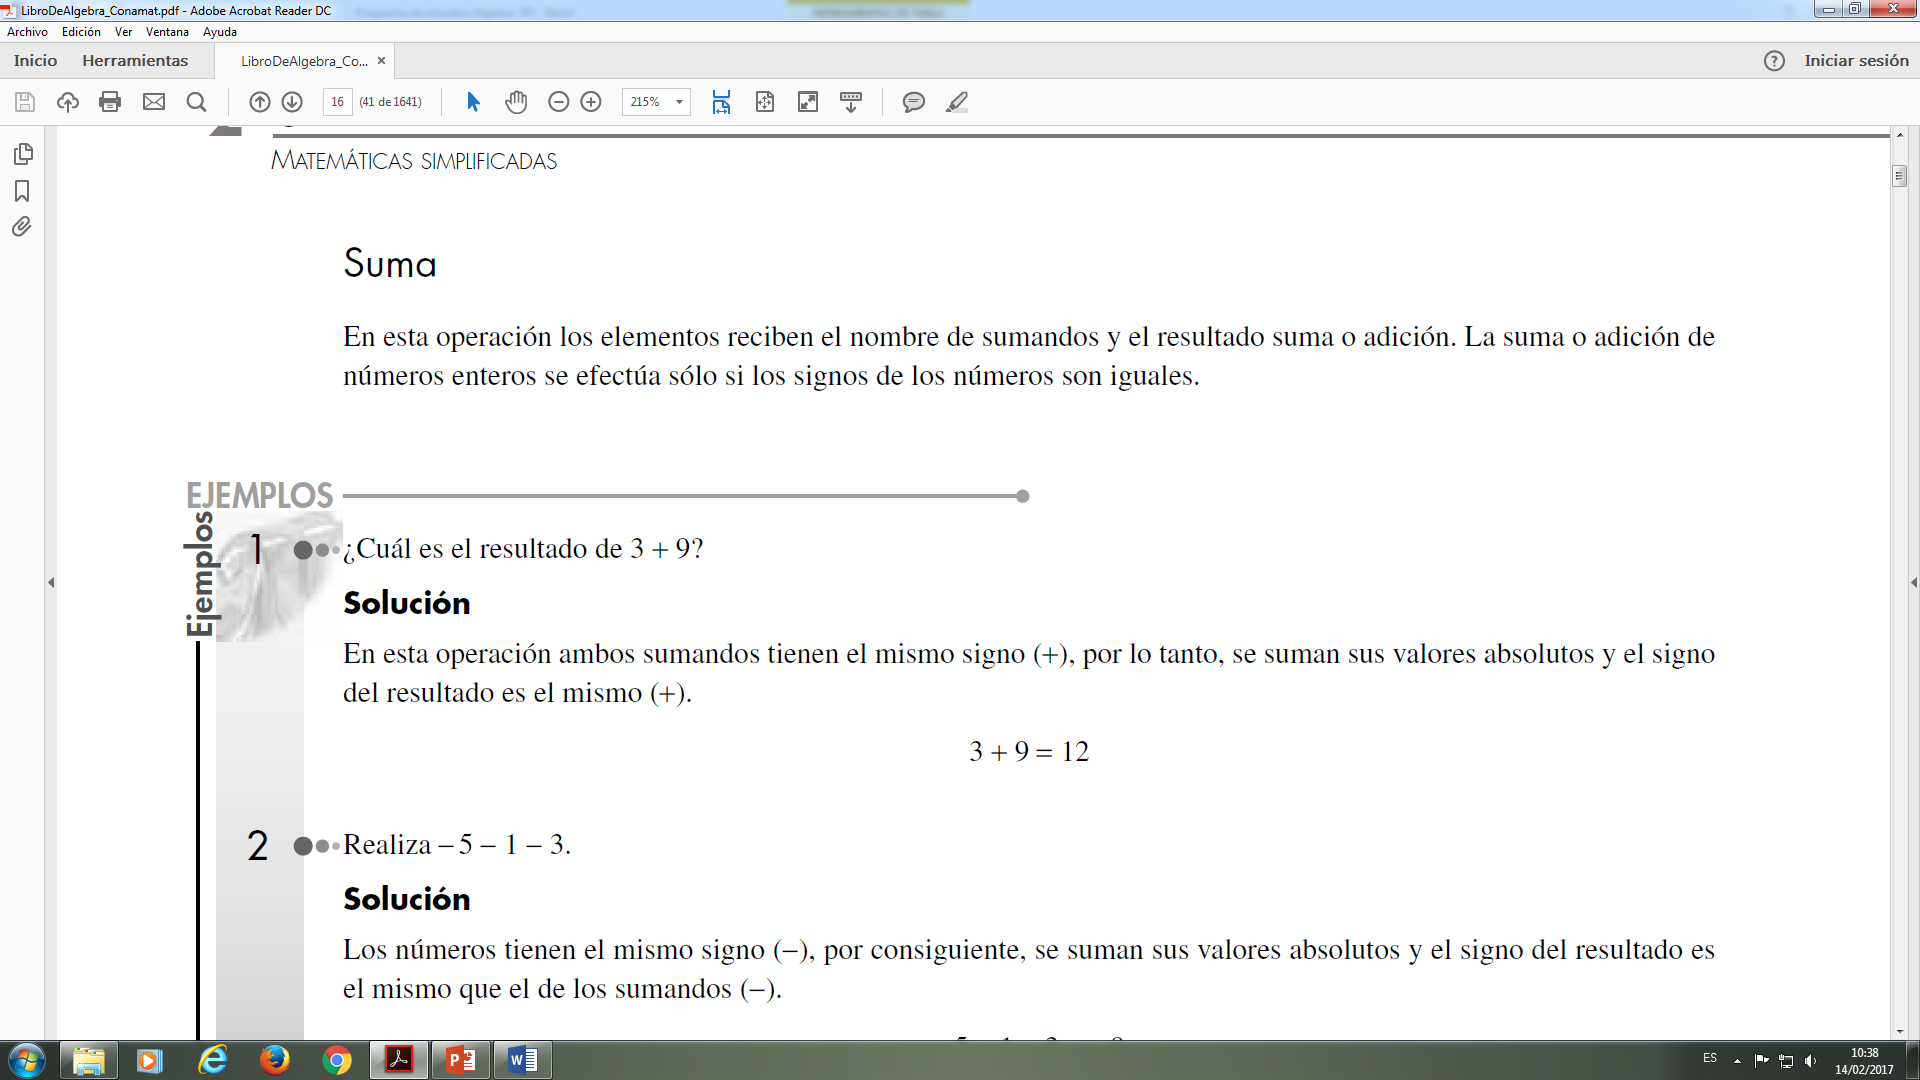 LibroDeAlgebra_Conamat.pdf - Adobe Acrobat Reader DC
Archivo Edición Ver Ventana Ayuda
Inicio Herramientas LibroDeAlgebra_Co... × ? Iniciar sesión
16 (41 de 1641) 215%
MATEMÁTICAS SIMPLIFICADAS
Suma
En esta operación los elementos reciben el nombre de sumandos y el resultado suma o adición. La suma o adición de
números enteros se efectúa sólo si los signos de los números son iguales.
EJEMPLOS
Ejemplos
1 ¿Cuál es el resultado de 3 + 9?
Solución
En esta operación ambos sumandos tienen el mismo signo (+), por lo tanto, se suman sus valores absolutos y el signo
del resultado es el mismo (+).
3 + 9 = 12
2 Realiza – 5 – 1 – 3.
Solución
Los números tienen el mismo signo (–), por consiguiente, se suman sus valores absolutos y el signo del resultado es
el mismo que el de los sumandos (–).
ES 10:38
14/02/2017